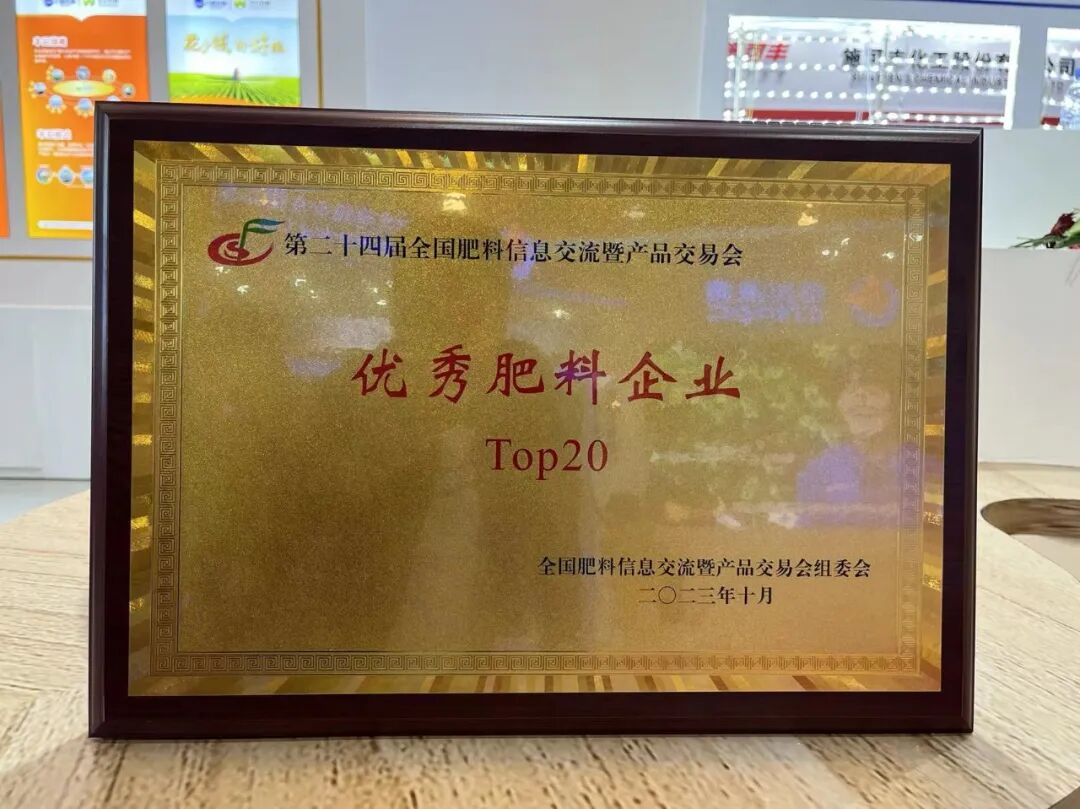 第二十四届全国肥料信息交流暨产品交易会
优秀肥料企业
Top20
全国肥料信息交流暨产品交易会组委会
二〇二三年十月